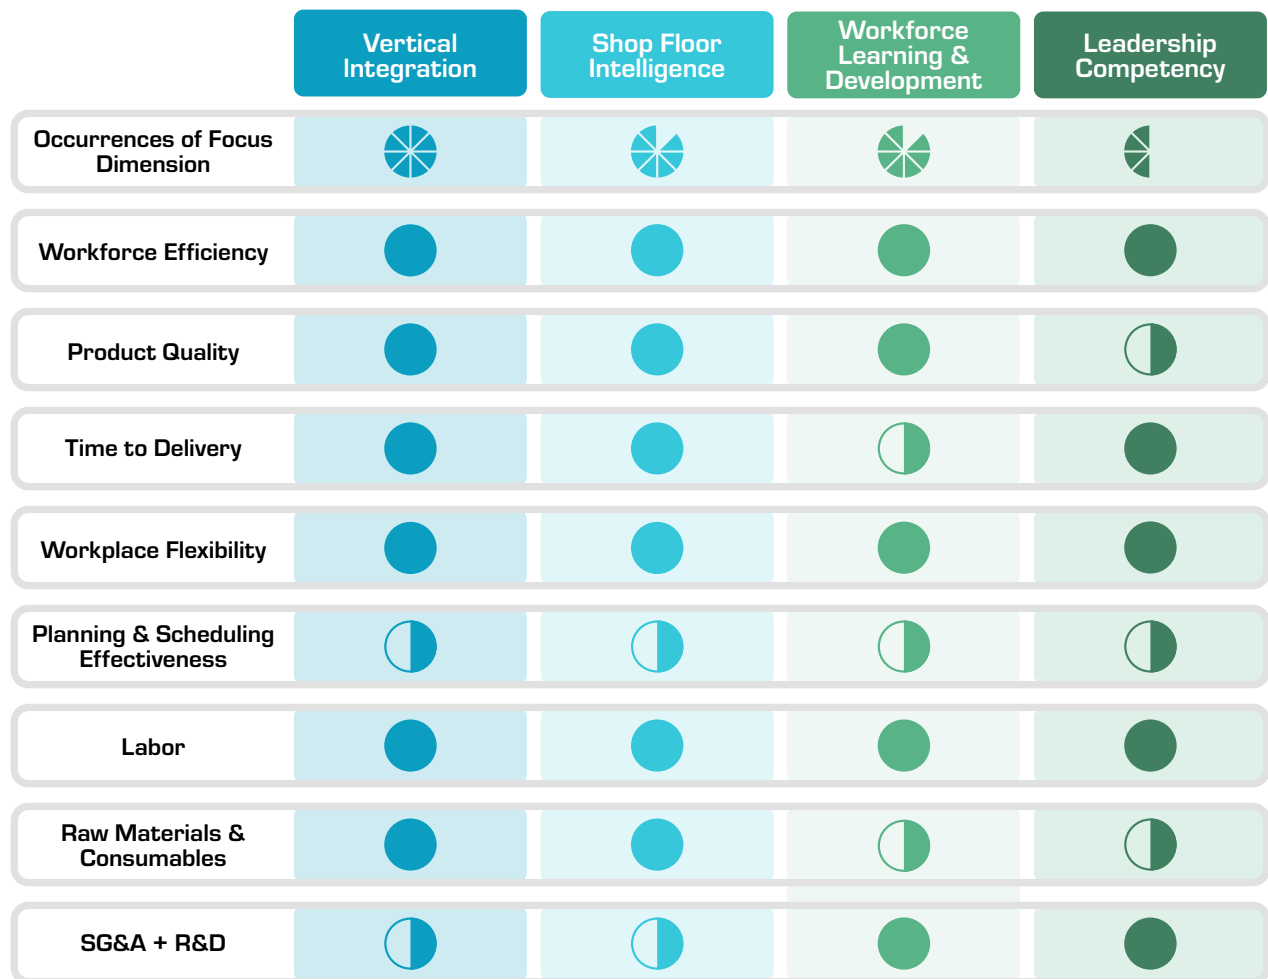 Vertical
Integration
Shop Floor
Intelligence
Workforce
Learning &
Development
Leadership
Competency
Occurrences of Focus
Dimension
Workforce Efficiency
Product Quality
Time to Delivery
Workplace Flexibility
Planning & Scheduling
Effectiveness
Labor
Raw Materials &
Consumables
SG&A + R&D